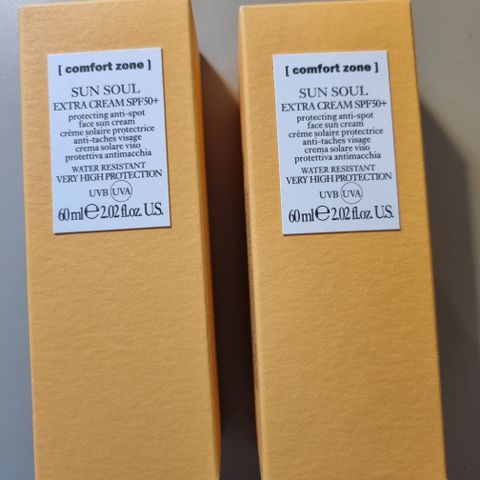 [ comfort zone ]
SUN SOUL
EXTRA CREAM SPF50+
protecting anti-spot
face sun cream
crème solaire protectrice
anti-taches visage
crema solare viso
protettiva antimacchia
WATER RESISTANT
VERY HIGH PROTECTION
UVB UVA
60 ml ℮ 2.02 fl.oz. U.S.
[ comfort zone ]
SUN SOUL
EXTRA CREAM SPF50+
protecting anti-spot
face sun cream
crème solaire protectrice
anti-taches visage
crema solare viso
protettiva antimacchia
WATER RESISTANT
VERY HIGH PROTECTION
UVB UVA
60 ml ℮ 2.02 fl.oz. U.S.